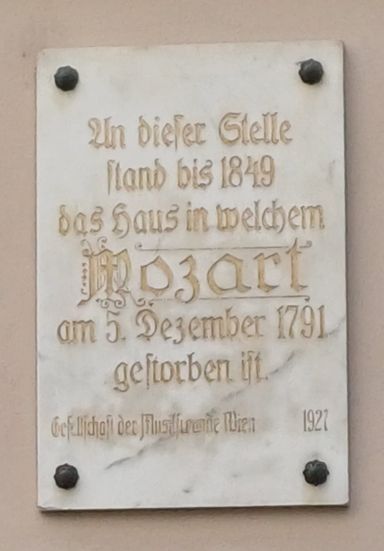 An dieser Stelle
stand bis 1849
das Haus in welchem
Mozart
am 5. Dezember 1791
gestorben ist.
Gesellschaft der Musikfreunde Wien 1927